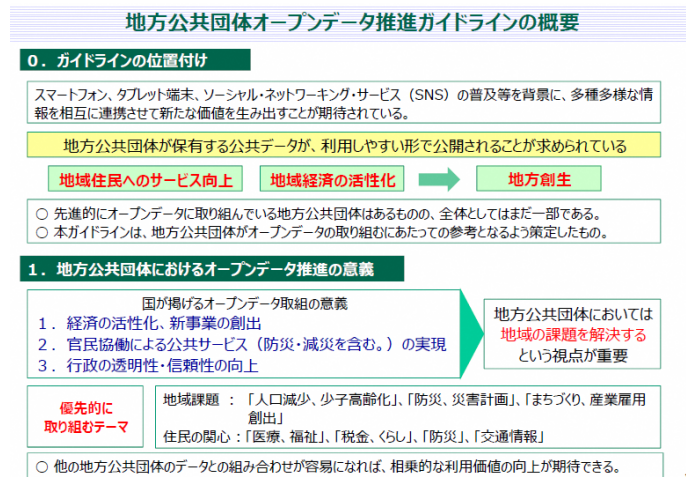 地方公共団体オープンデータ推進ガイドラインの概要
０．ガイドラインの位置付け
スマートフォン、タブレット端末、ソーシャル・ネットワーキング・サービス（SNS）の普及等を背景に、多種多様な情
報を相互に連携させて新たな価値を生み出すことが期待されている。
地方公共団体が保有する公共データが、利用しやすい形で公開されることが求められている
地域住民へのサービス向上
地域経済の活性化
地方創生
○ 先進的にオープンデータに取り組んでいる地方公共団体はあるものの、全体としてはまだ一部である。
○ 本ガイドラインは、地方公共団体がオープンデータの取り組むにあたっての参考となるよう策定したもの。
１．地方公共団体におけるオープンデータ推進の意義
国が掲げるオープンデータ取組の意義
１．経済の活性化、新事業の創出
２．官民協働による公共サービス（防災・減災を含む。）の実現
３．行政の透明性・信頼性の向上
地方公共団体においては
地域の課題を解決する
という視点が重要
優先的に
取り組むテーマ
地域課題 ：「人口減少、少子高齢化」、「防災、災害計画」、「まちづくり、産業雇用
創出」
住民の関心：「医療、福祉」、「税金、くらし」、「防災」、「交通情報」
○ 他の地方公共団体のデータとの組み合わせが容易になれば、相乗的な利用価値の向上が期待できる。